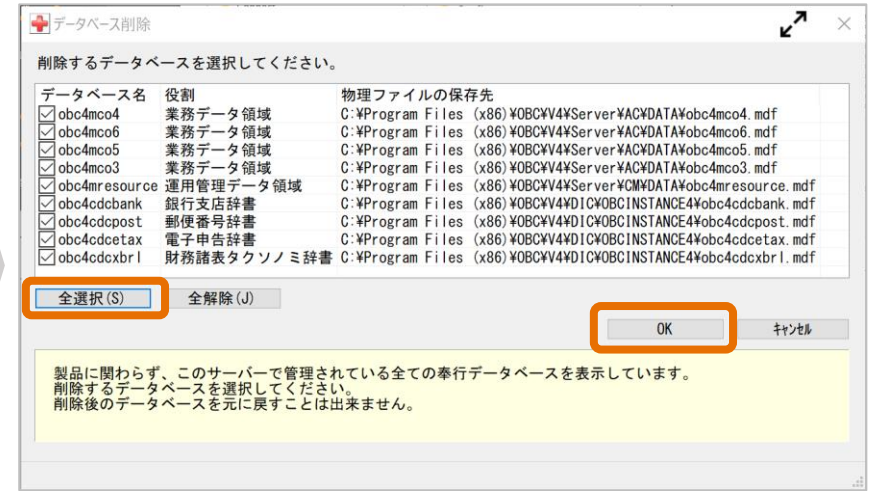 データベース削除
削除するデータベースを選択してください。
データベース名 役割 物理ファイルの保存先
obc4mco4 業務データ領域 C:¥Program Files (x86)¥OBC¥V4¥Server¥AC¥DATA¥obc4mco4.mdf
obc4mco6 業務データ領域 C:¥Program Files (x86)¥OBC¥V4¥Server¥AC¥DATA¥obc4mco6.mdf
obc4mco5 業務データ領域 C:¥Program Files (x86)¥OBC¥V4¥Server¥AC¥DATA¥obc4mco5.mdf
obc4mco3 業務データ領域 C:¥Program Files (x86)¥OBC¥V4¥Server¥AC¥DATA¥obc4mco3.mdf
obc4mresource 運用管理データ領域 C:¥Program Files (x86)¥OBC¥V4¥Server¥CM¥DATA¥obc4mresource.mdf
obc4cdcbank 銀行支店辞書 C:¥Program Files (x86)¥OBC¥V4¥DIC¥OBCINSTANCE4¥obc4cdcbank.mdf
obc4cdcpost 郵便番号辞書 C:¥Program Files (x86)¥OBC¥V4¥DIC¥OBCINSTANCE4¥obc4cdcpost.mdf
obc4cdcetax 電子申告辞書 C:¥Program Files (x86)¥OBC¥V4¥DIC¥OBCINSTANCE4¥obc4cdcetax.mdf
obc4cdcxbrl 財務諸表タクソノミ辞書 C:¥Program Files (x86)¥OBC¥V4¥DIC¥OBCINSTANCE4¥obc4cdcxbrl.mdf
全選択(S) 全解除(J)
OK ｷｬﾝｾﾙ
製品に関わらず、このサーバーで管理されている全ての奉行データベースを表示しています。
削除するデータベースを選択してください。
削除後のデータベースを元に戻すことは出来ません。